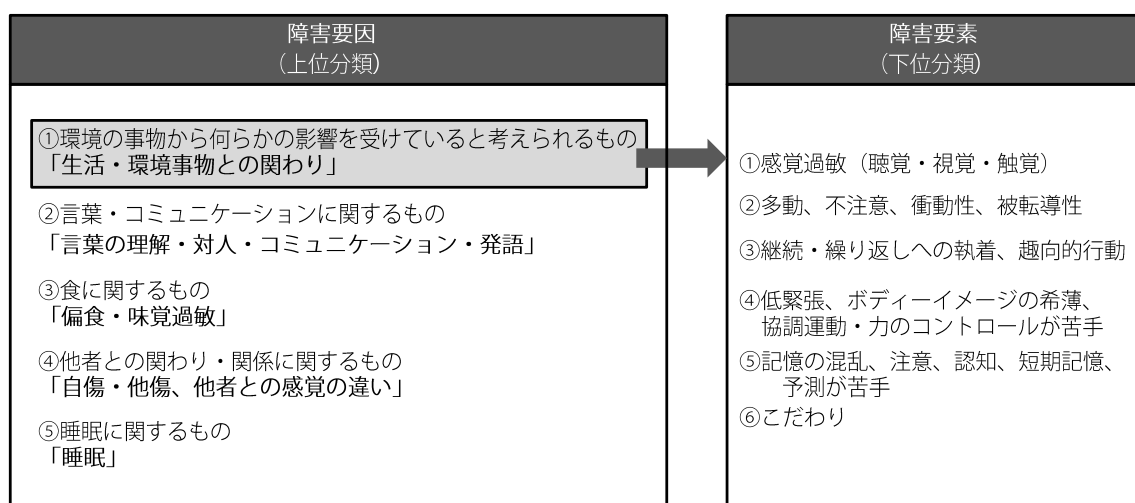 障害要因
（上位分類）
①環境の事物から何らかの影響を受けていると考えられるもの
「生活・環境事物との関わり」
②言葉・コミュニケーションに関するもの
「言葉の理解・対人・コミュニケーション・発語」
③食に関するもの
「偏食・味覚過敏」
④他者との関わり・関係に関するもの
「自傷・他傷、他者との感覚の違い」
⑤睡眠に関するもの
「睡眠」
障害要素
（下位分類）
①感覚過敏（聴覚・視覚・触覚）
②多動、不注意、衝動性、被転導性
③継続・繰り返しへの執着、趣向的行動
④低緊張、ボディーイメージの希薄、
協調運動・力のコントロールが苦手
⑤記憶の混乱、注意、認知、短期記憶、
予測が苦手
⑥こだわり